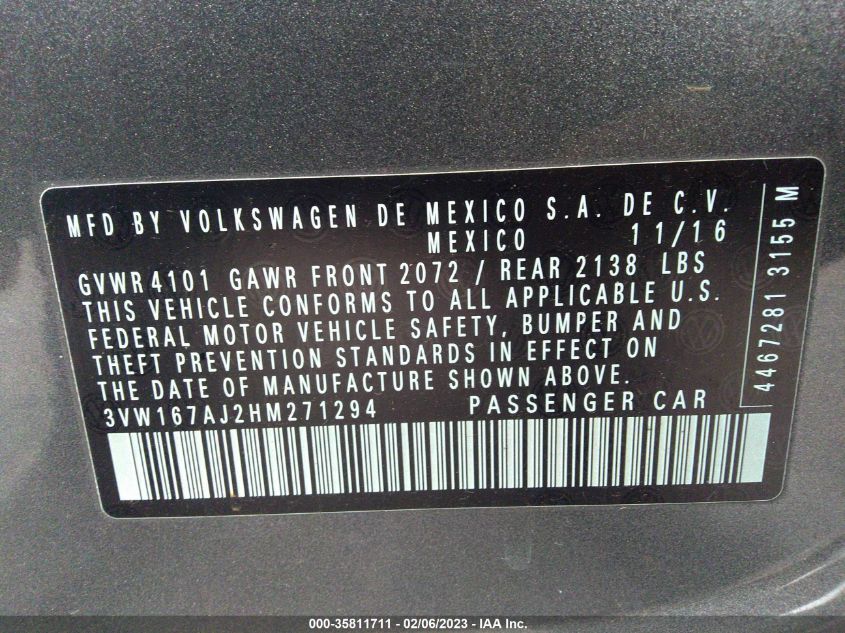 MFD BY VOLKSWAGEN DE MEXICO S.A. DE C.V.
MEXICO 11/16
GVWR4101 GAWR FRONT 2072 / REAR 2138 LBS
THIS VEHICLE CONFORMS TO ALL APPLICABLE U.S.
FEDERAL MOTOR VEHICLE SAFETY, BUMPER AND
THEFT PREVENTION STANDARDS IN EFFECT ON
THE DATE OF MANUFACTURE SHOWN ABOVE.
3VW167AJ2HM271294 PASSENGER CAR
4467281 3155 M
000-35811711 - 02/06/2023 - IAA Inc.